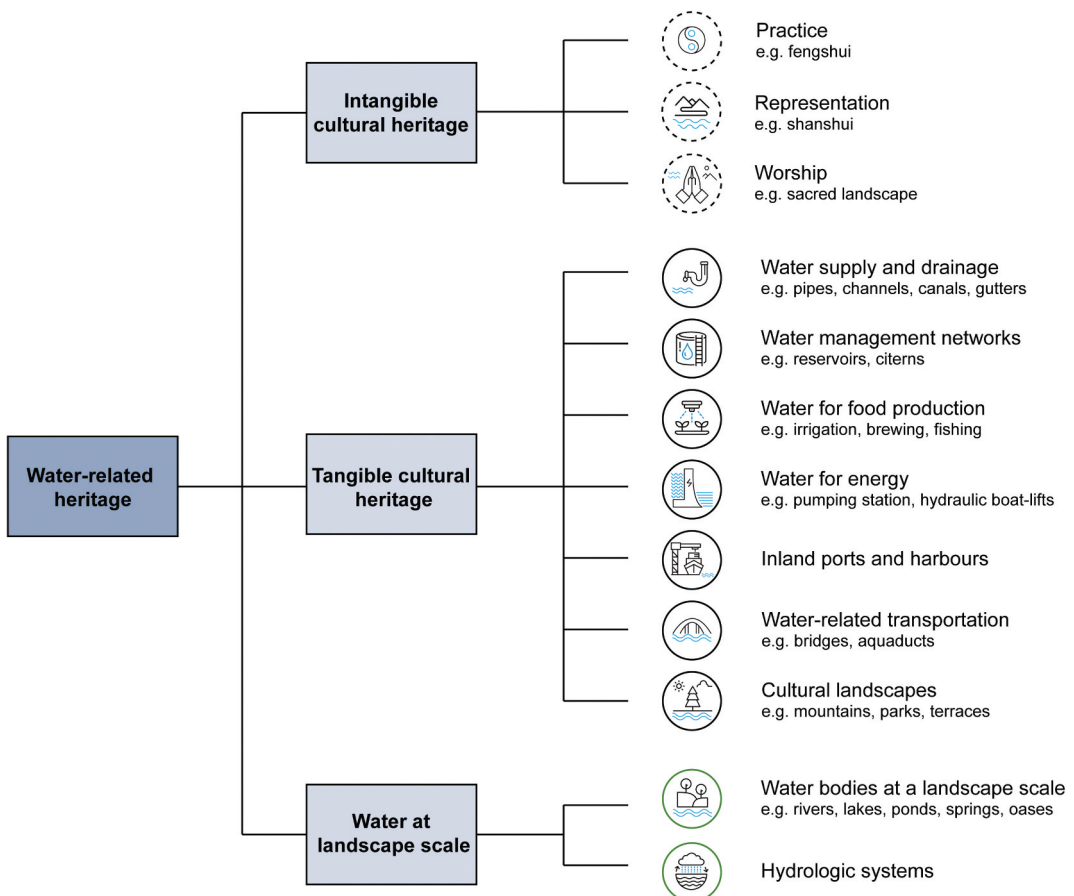 Practice
e.g. fengshui
Intangible
cultural heritage
Representation
e.g. shanshui
Worship
e.g. sacred landscape
Water supply and drainage
e.g. pipes, channels, canals, gutters
Water management networks
e.g. reservoirs, citerns
Water for food production
e.g. irrigation, brewing, fishing
Water-related
heritage
Tangible cultural
heritage
Water for energy
e.g. pumping station, hydraulic boat-lifts
Inland ports and harbours
Water-related transportation
e.g. bridges, aquaducts
Cultural landscapes
e.g. mountains, parks, terraces
Water at
landscape scale
Water bodies at a landscape scale
e.g. rivers, lakes, ponds, springs, oases
Hydrologic systems